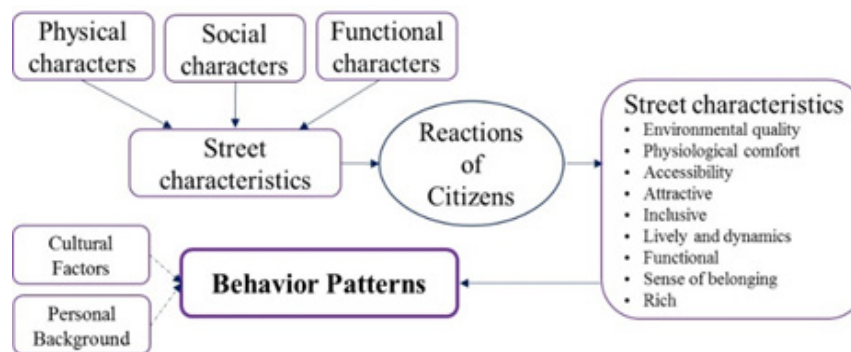 Physical
characters
Social
characters
Functional
characters
Street
characteristics
Reactions
of
Citizens
Street characteristics
• Environmental quality
• Physiological comfort
• Accessibility
• Attractive
• Inclusive
• Lively and dynamics
• Functional
• Sense of belonging
• Rich
Cultural
Factors
Behavior Patterns
Personal
Background